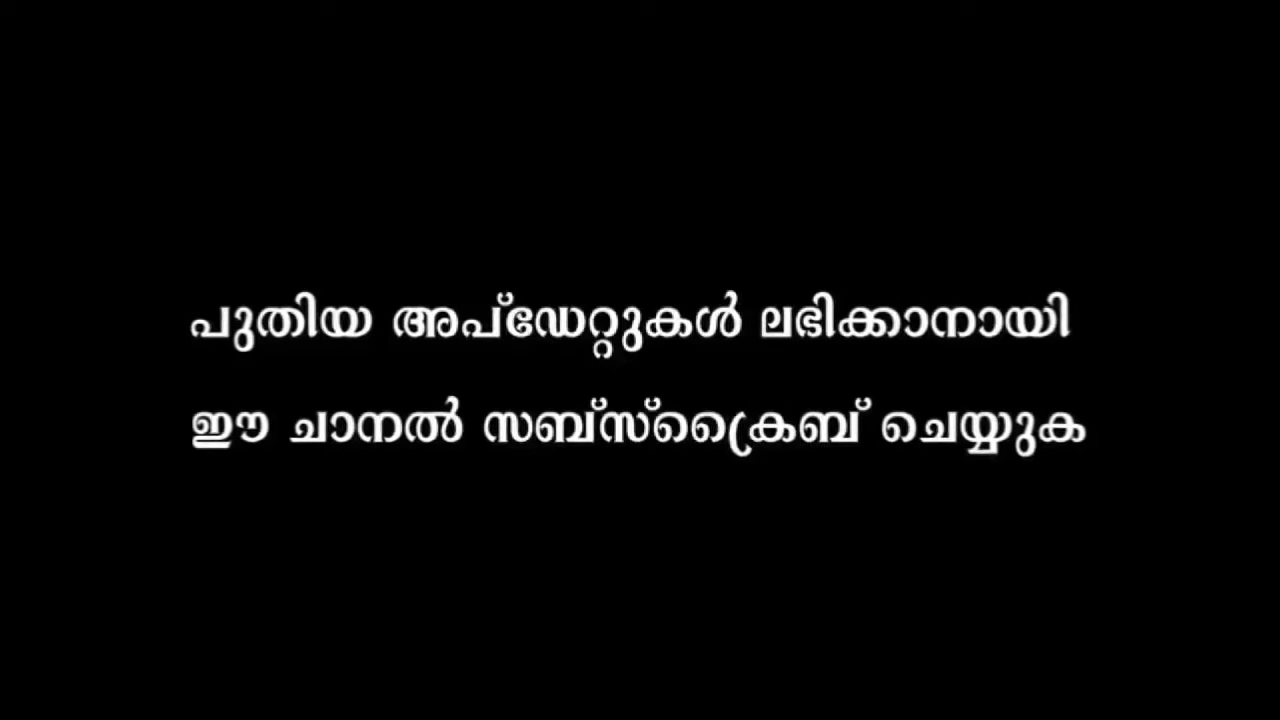 പുതിയ അപ്ഡേറ്റുകൾ ലഭിക്കാനായി
ഈ ചാനൽ സബ്സ്ക്രൈബ് ചെയ്യുക